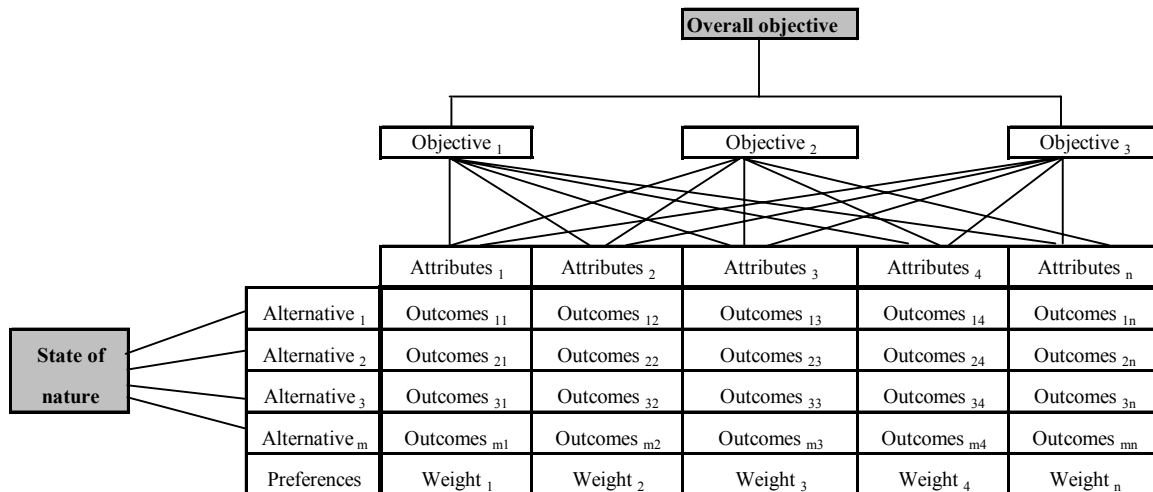 Overall objective
Objective 1 Objective 2 Objective 3
Attributes 1 Attributes 2 Attributes 3 Attributes 4 Attributes n
Alternative 1 Outcomes 11 Outcomes 12 Outcomes 13 Outcomes 14 Outcomes 1n
State of
nature
Alternative 2 Outcomes 21 Outcomes 22 Outcomes 23 Outcomes 24 Outcomes 2n
Alternative 3 Outcomes 31 Outcomes 32 Outcomes 33 Outcomes 34 Outcomes 3n
Alternative m Outcomes m1 Outcomes m2 Outcomes m3 Outcomes m4 Outcomes mn
Preferences Weight 1 Weight 2 Weight 3 Weight 4 Weight n